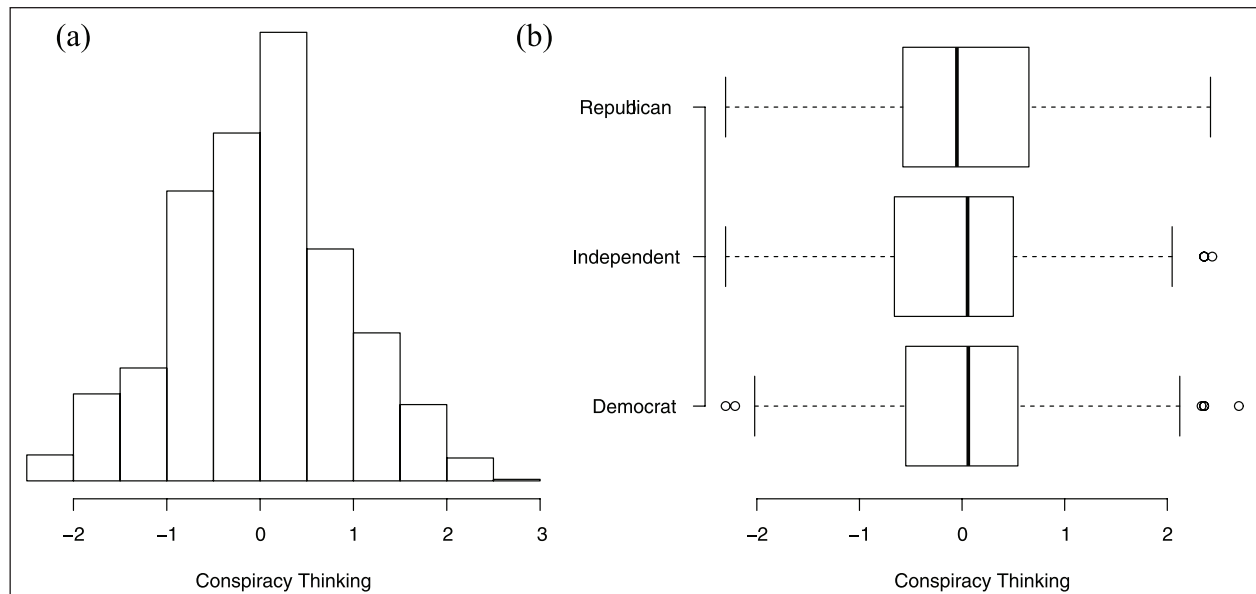 (a)
−2 −1 0 1 2 3
Conspiracy Thinking
(b)
Republican
Independent
Democrat
−2 −1 0 1 2
Conspiracy Thinking